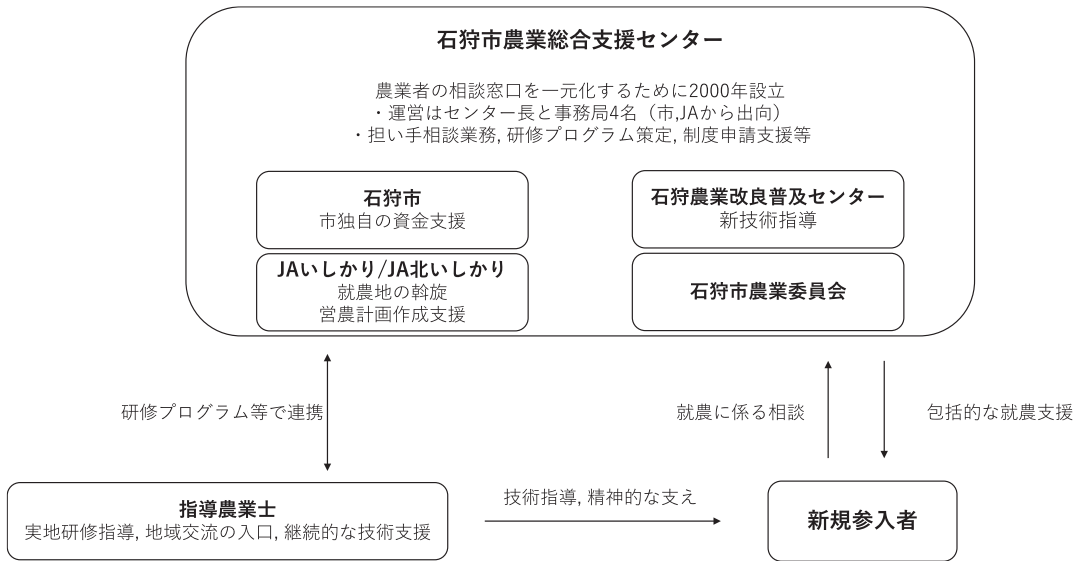 石狩市農業総合支援センター
農業者の相談窓口を一元化するために2000年設立
・運営はセンター長と事務局4名（市,JAから出向）
・担い手相談業務, 研修プログラム策定, 制度申請支援等
石狩市
市独自の資金支援
石狩農業改良普及センター
新技術指導
JAいしかり/JA北いしかり
就農地の斡旋
営農計画作成支援
石狩市農業委員会
研修プログラム等で連携
就農に係る相談
包括的な就農支援
指導農業士
実地研修指導, 地域交流の入口, 継続的な技術支援
技術指導, 精神的な支え
新規参入者